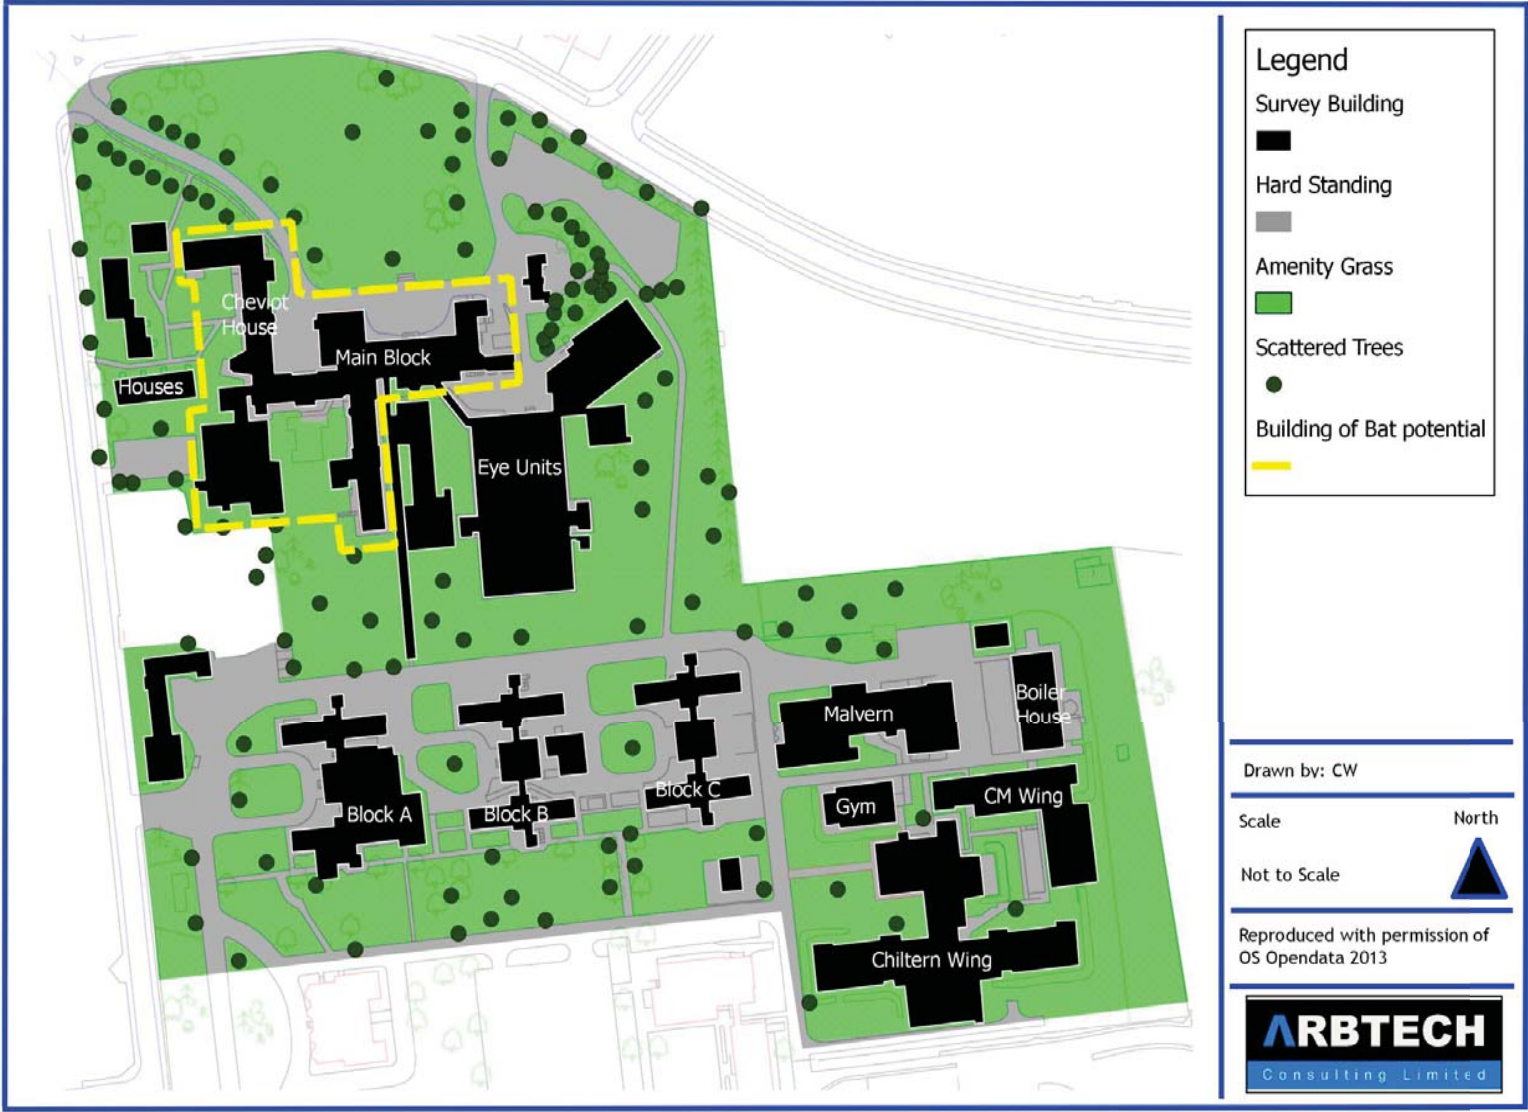 Legend
Survey Building
Hard Standing
Amenity Grass
Scattered Trees
Building of Bat potential
Cheviot
House
Main Block
Houses
Eye Units
Boiler
House
Malvern
CM Wing
Gym
Block A
Block B
Block C
Chiltern Wing
Drawn by: CW
Scale
North
Not to Scale
Reproduced with permission of
OS Opendata 2013
ARBTECH
Consulting Limited